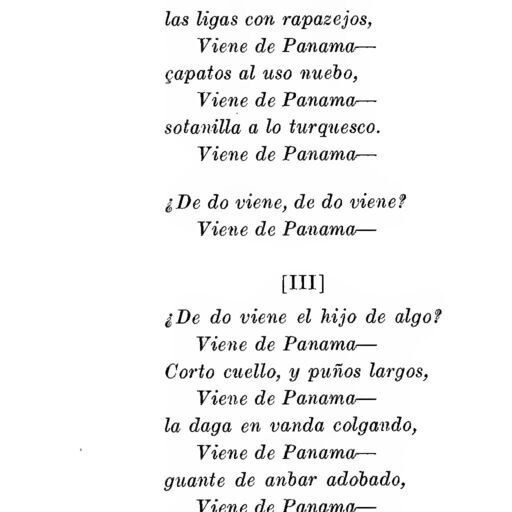 las ligas con rapazejos,
Viene de Panama—
çapatos al uso nuebo,
Viene de Panama—
sotanilla a lo turquesco.
Viene de Panama—
¿De do viene, de do viene?
Viene de Panama—
[III]
¿De do viene el hijo de algo?
Viene de Panama—
Corto cuello, y puños largos,
Viene de Panama—
la daga en vanda colgando,
Viene de Panama—
guante de anbar adobado,
Viene de Panama—